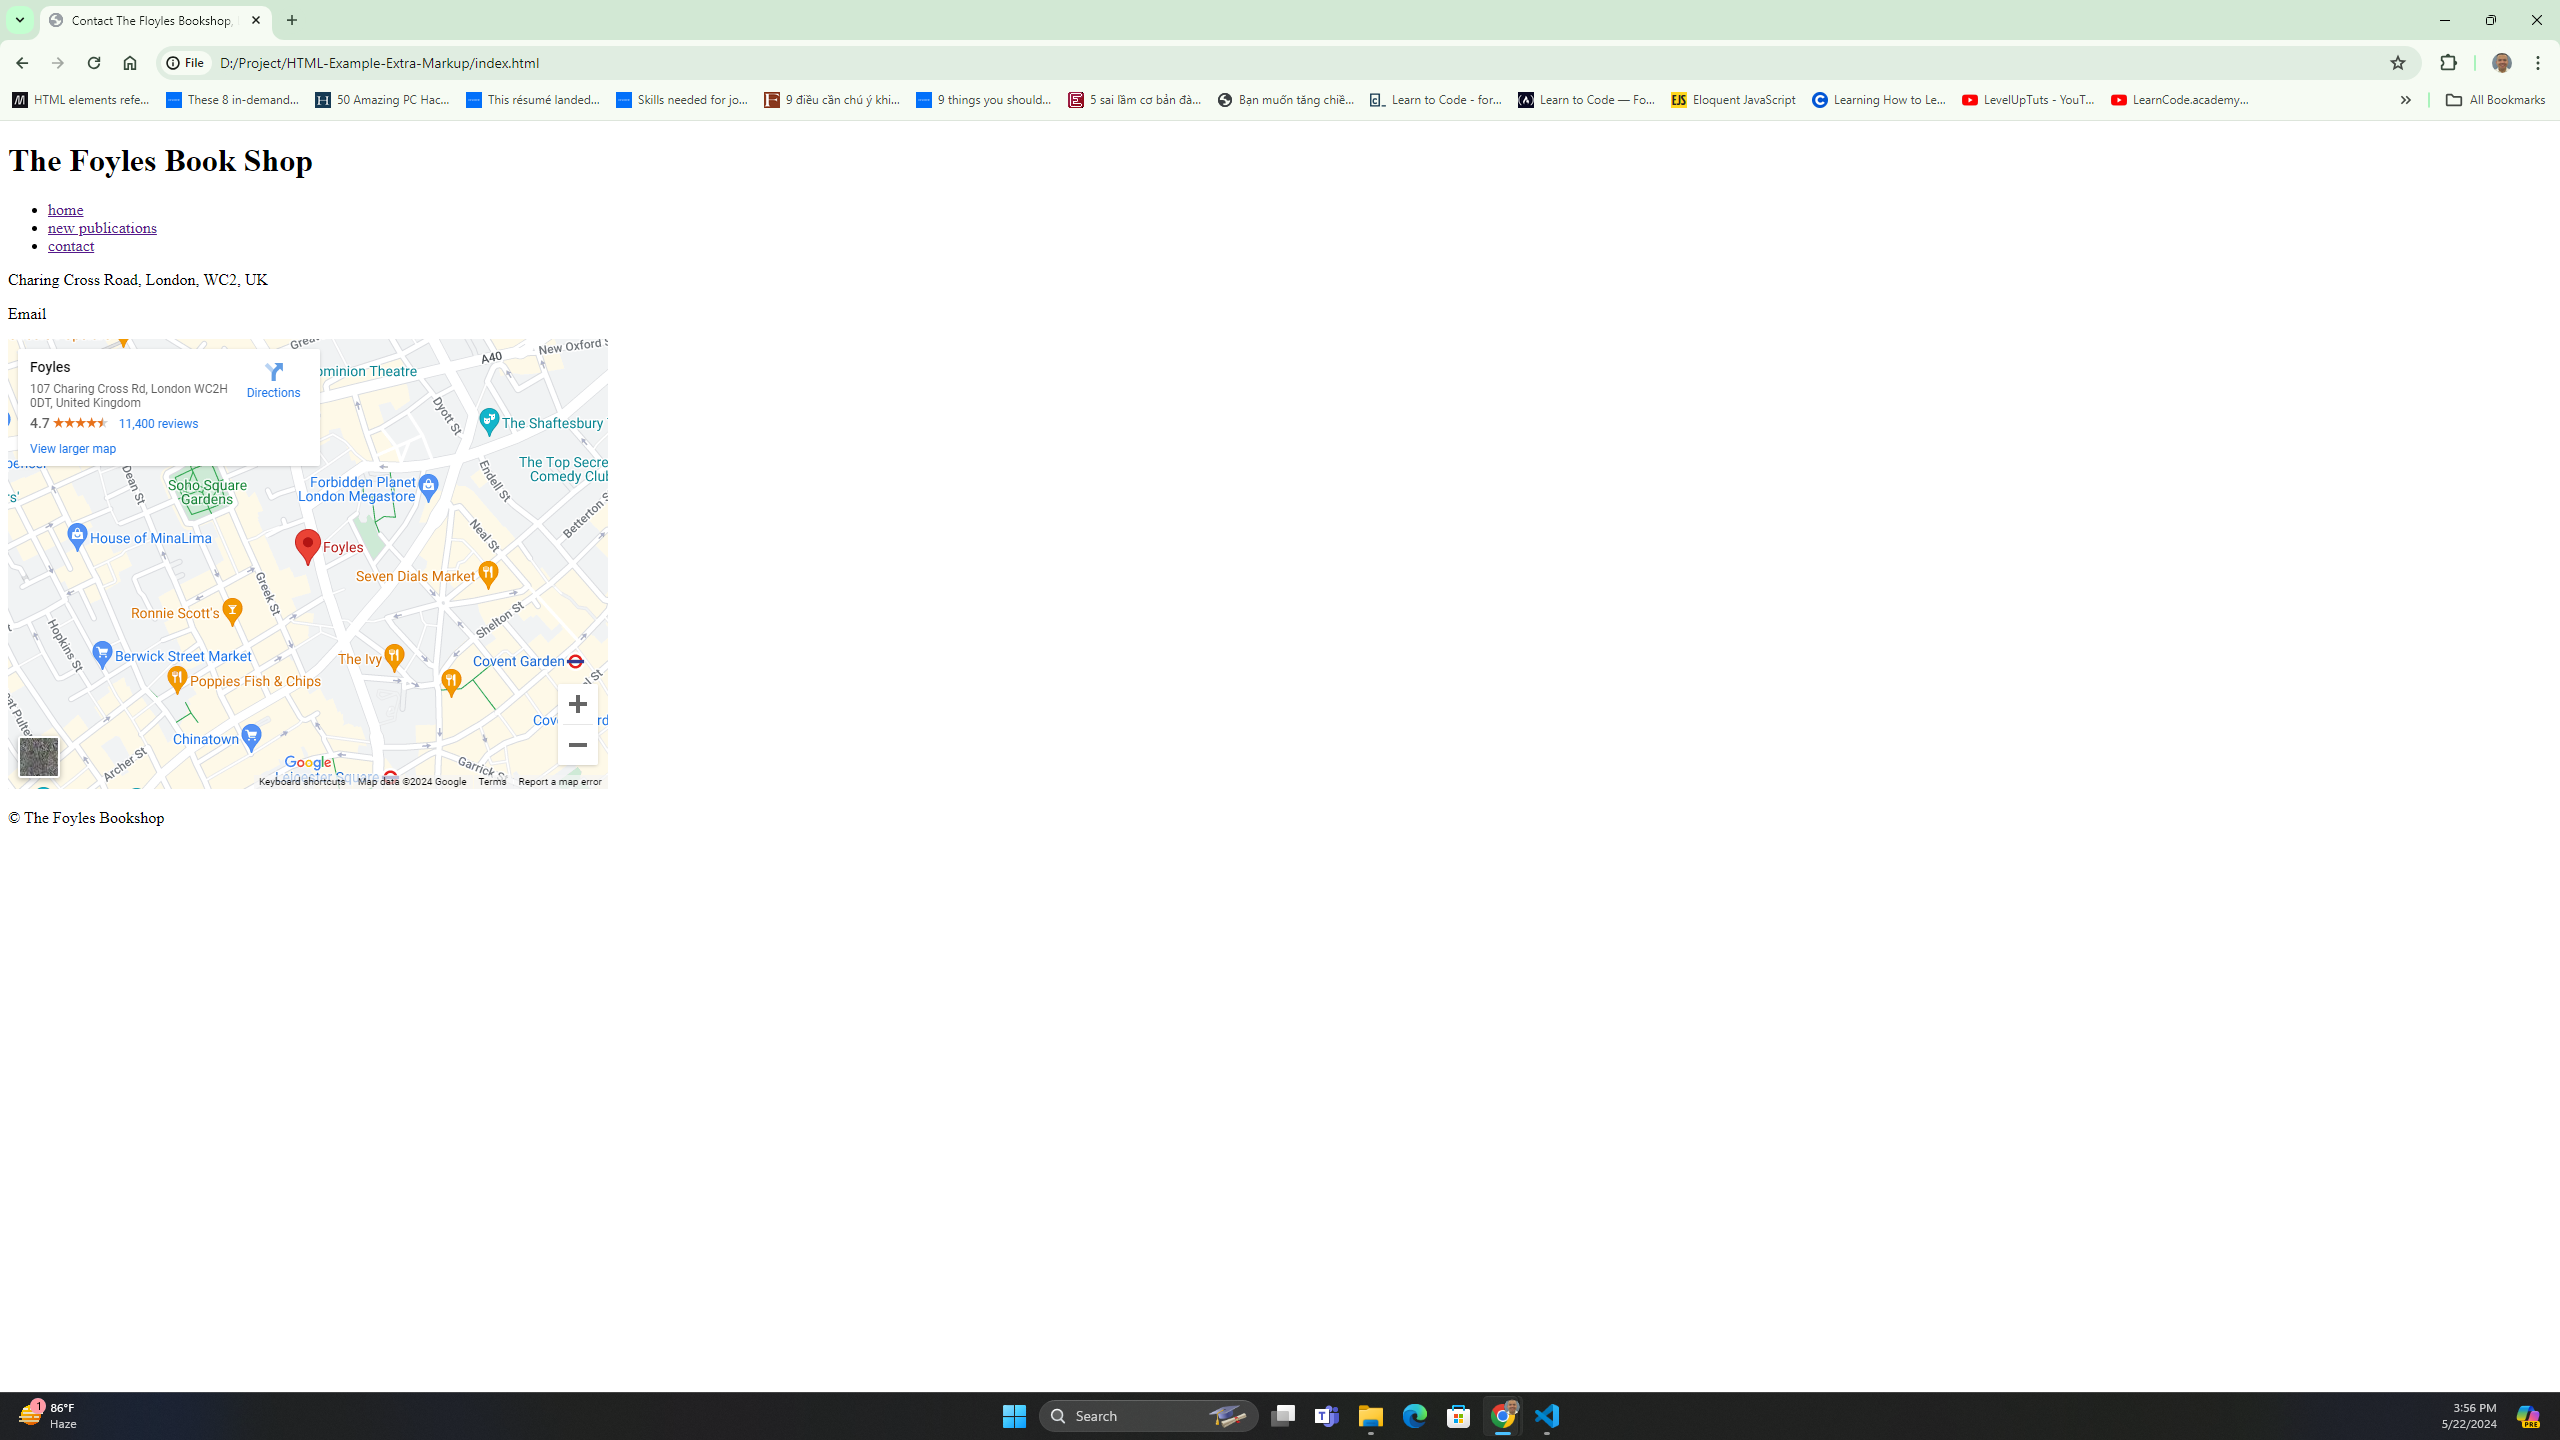 Contact The Floyles Bookshop,
File
D:/Project/HTML-Example-Extra-Markup/index.html
HTML elements refe...
These 8 in-demand...
50 Amazing PC Hac...
This résumé landed...
Skills needed for jo...
9 điều cần chú ý khi...
9 things you should...
5 sai lầm cơ bản đà...
Bạn muốn tăng chiề...
Learn to Code - for...
Learn to Code — Fo...
Eloquent JavaScript
Learning How to Le...
LevelUpTuts - YouT...
LearnCode.academy...
All Bookmarks
The Foyles Book Shop
home
new publications
contact
Charing Cross Road, London, WC2, UK
Email
Foyles
107 Charing Cross Rd, London WC2H
0DT, United Kingdom
4.7
11,400 reviews
View larger map
Directions
A40
New Oxford S
Dominion Theatre
Dyott St
The Shaftesbury
The Top Secre
Comedy Club
Dean St
Endell St
Soho Square
Gardens
Forbidden Planet
London Megastore
Betterton S
House of MinaLima
Neal St
Foyles
Seven Dials Market
Greek St
Ronnie Scott's
Shelton St
Hopkins St
Berwick Street Market
The Ivy
Covent Garden
Poppies Fish & Chips
Chinatown
Archer St
Garrick St
Google
Leicester Square
Keyboard shortcuts
Map data ©2024 Google
Terms
Report a map error
© The Foyles Bookshop
1
86°F
Haze
Search
3:56 PM
5/22/2024
PRE